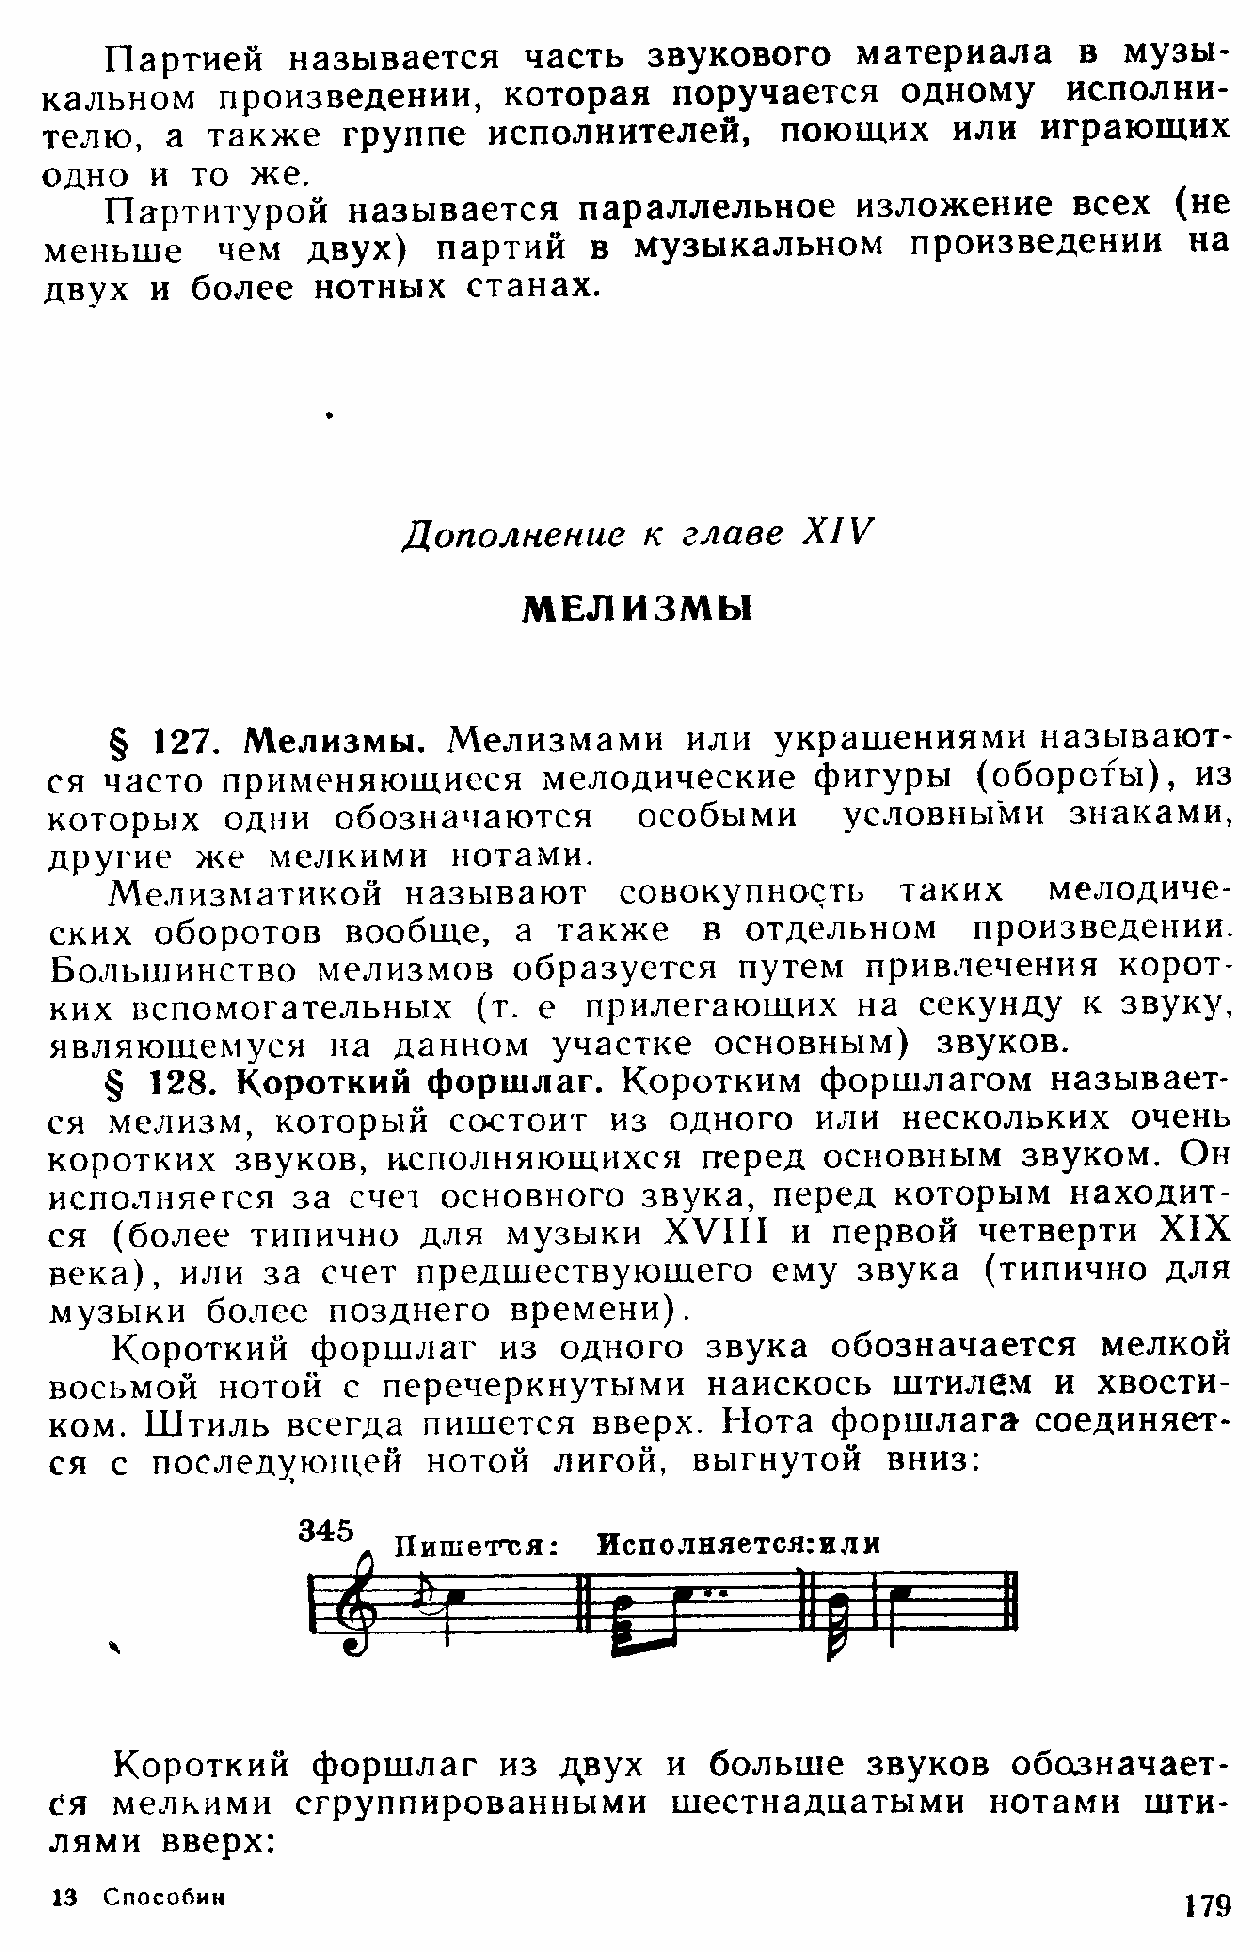 Партией называется часть звукового материала в музы-
кальном произведении, которая поручается одному исполни-
телю, а также группе исполнителей, поющих или играющих
одно и то же.
Партитурой называется параллельное изложение всех (не
меньше чем двух) партий в музыкальном произведении на
двух и более нотных станах.
Дополнение к главе XIV
МЕЛИЗМЫ
§ 127. Мелизмы. Мелизмами или украшениями называют-
ся часто применяющиеся мелодические фигуры (обороты), из
которых одни обозначаются особыми условными знаками,
другие же мелкими нотами.
Мелизматикой называют совокупность таких мелодиче-
ских оборотов вообще, а также в отдельном произведении.
Большинство мелизмов образуется путем привлечения корот-
ких вспомогательных (т. е прилегающих на секунду к звуку,
являющемуся на данном участке основным) звуков.
§ 128. Короткий форшлаг. Коротким форшлагом называет-
ся мелизм, который состоит из одного или нескольких очень
коротких звуков, исполняющихся перед основным звуком. Он
исполняется за счет основного звука, перед которым находит-
ся (более типично для музыки XVIII и первой четверти XIX
века), или за счет предшествующего ему звука (типично для
музыки более позднего времени).
Короткий форшлаг из одного звука обозначается мелкой
восьмой нотой с перечеркнутыми наискось штилем и хвости-
ком. Штиль всегда пишется вверх. Нота форшлага соединяет-
ся с последующей нотой лигой, выгнутой вниз:
345 Пишется: Исполняется: или
Короткий форшлаг из двух и больше звуков обозначает-
ся мелкими сгруппированными шестнадцатыми нотами шти-
лями вверх:
13 Способин 179